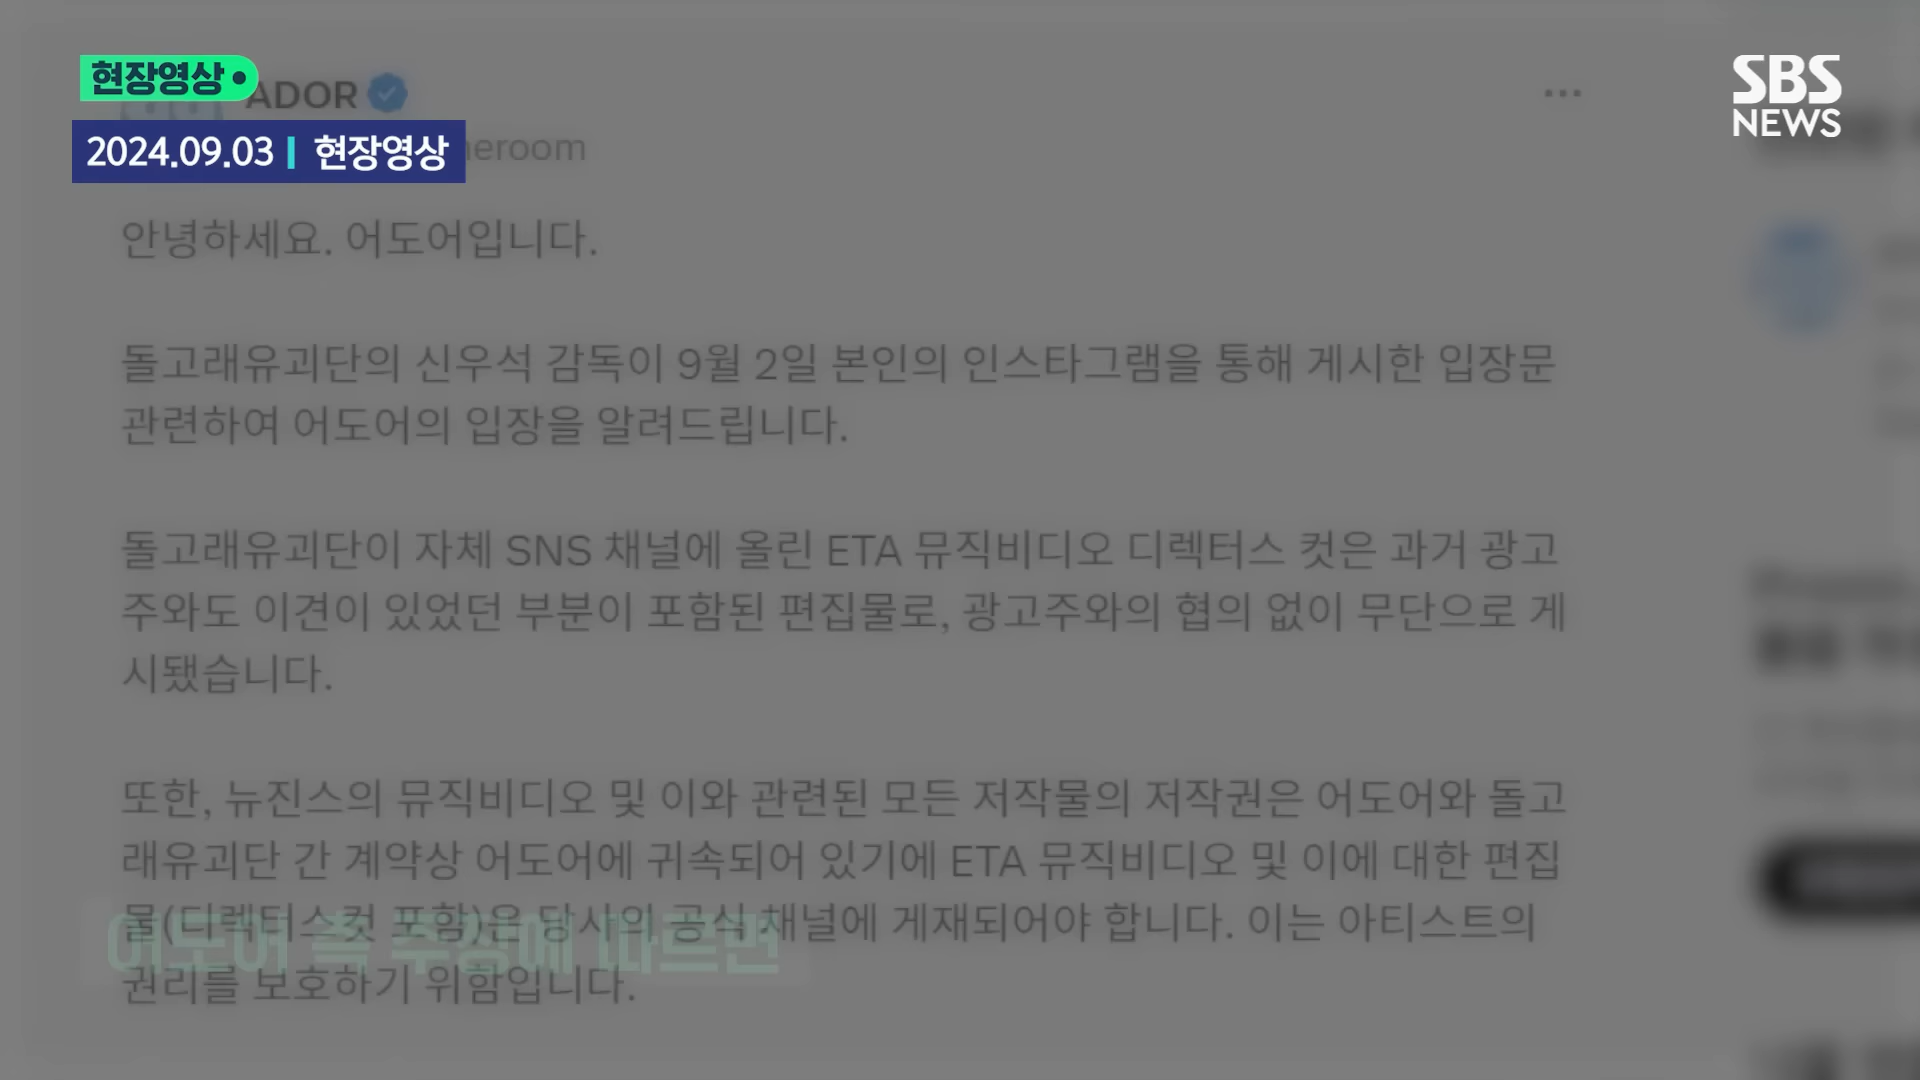 현장영상
SBS
NEWS
ADOR
2024.09.03 | 현장영상
neroom
안녕하세요. 어도어입니다.
돌고래유괴단의 신우석 감독이 9월 2일 본인의 인스타그램을 통해 게시한 입장문
관련하여 어도어의 입장을 알려드립니다.
돌고래유괴단이 자체 SNS 채널에 올린 ETA 뮤직비디오 디렉터스 컷은 과거 광고
주와도 이견이 있었던 부분이 포함된 편집물로, 광고주와의 협의 없이 무단으로 게
시됐습니다.
또한, 뉴진스의 뮤직비디오 및 이와 관련된 모든 저작물의 저작권은 어도어와 돌고
래유괴단 간 계약상 어도어에 귀속되어 있기에 ETA 뮤직비디오 및 이에 대한 편집
물(디렉터스컷 포함)은 당사의 공식 채널에 게재되어야 합니다. 이는 아티스트의
어도어 측 주장에 따르면
권리를 보호하기 위함입니다.